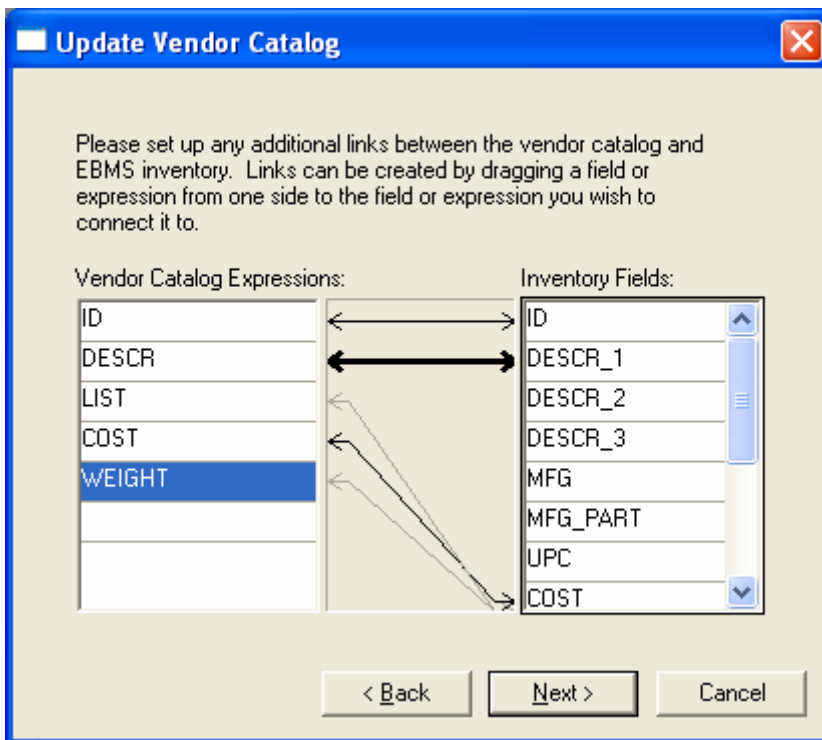 Update Vendor Catalog
Please set up any additional links between the vendor catalog and
EBMS inventory. Links can be created by dragging a field or
expression from one side to the field or expression you wish to
connect it to.
Vendor Catalog Expressions:
Inventory Fields:
ID
DESCR
LIST
COST
WEIGHT
ID
DESCR_1
DESCR_2
DESCR_3
MFG
MFG_PART
UPC
COST
< Back
Next >
Cancel